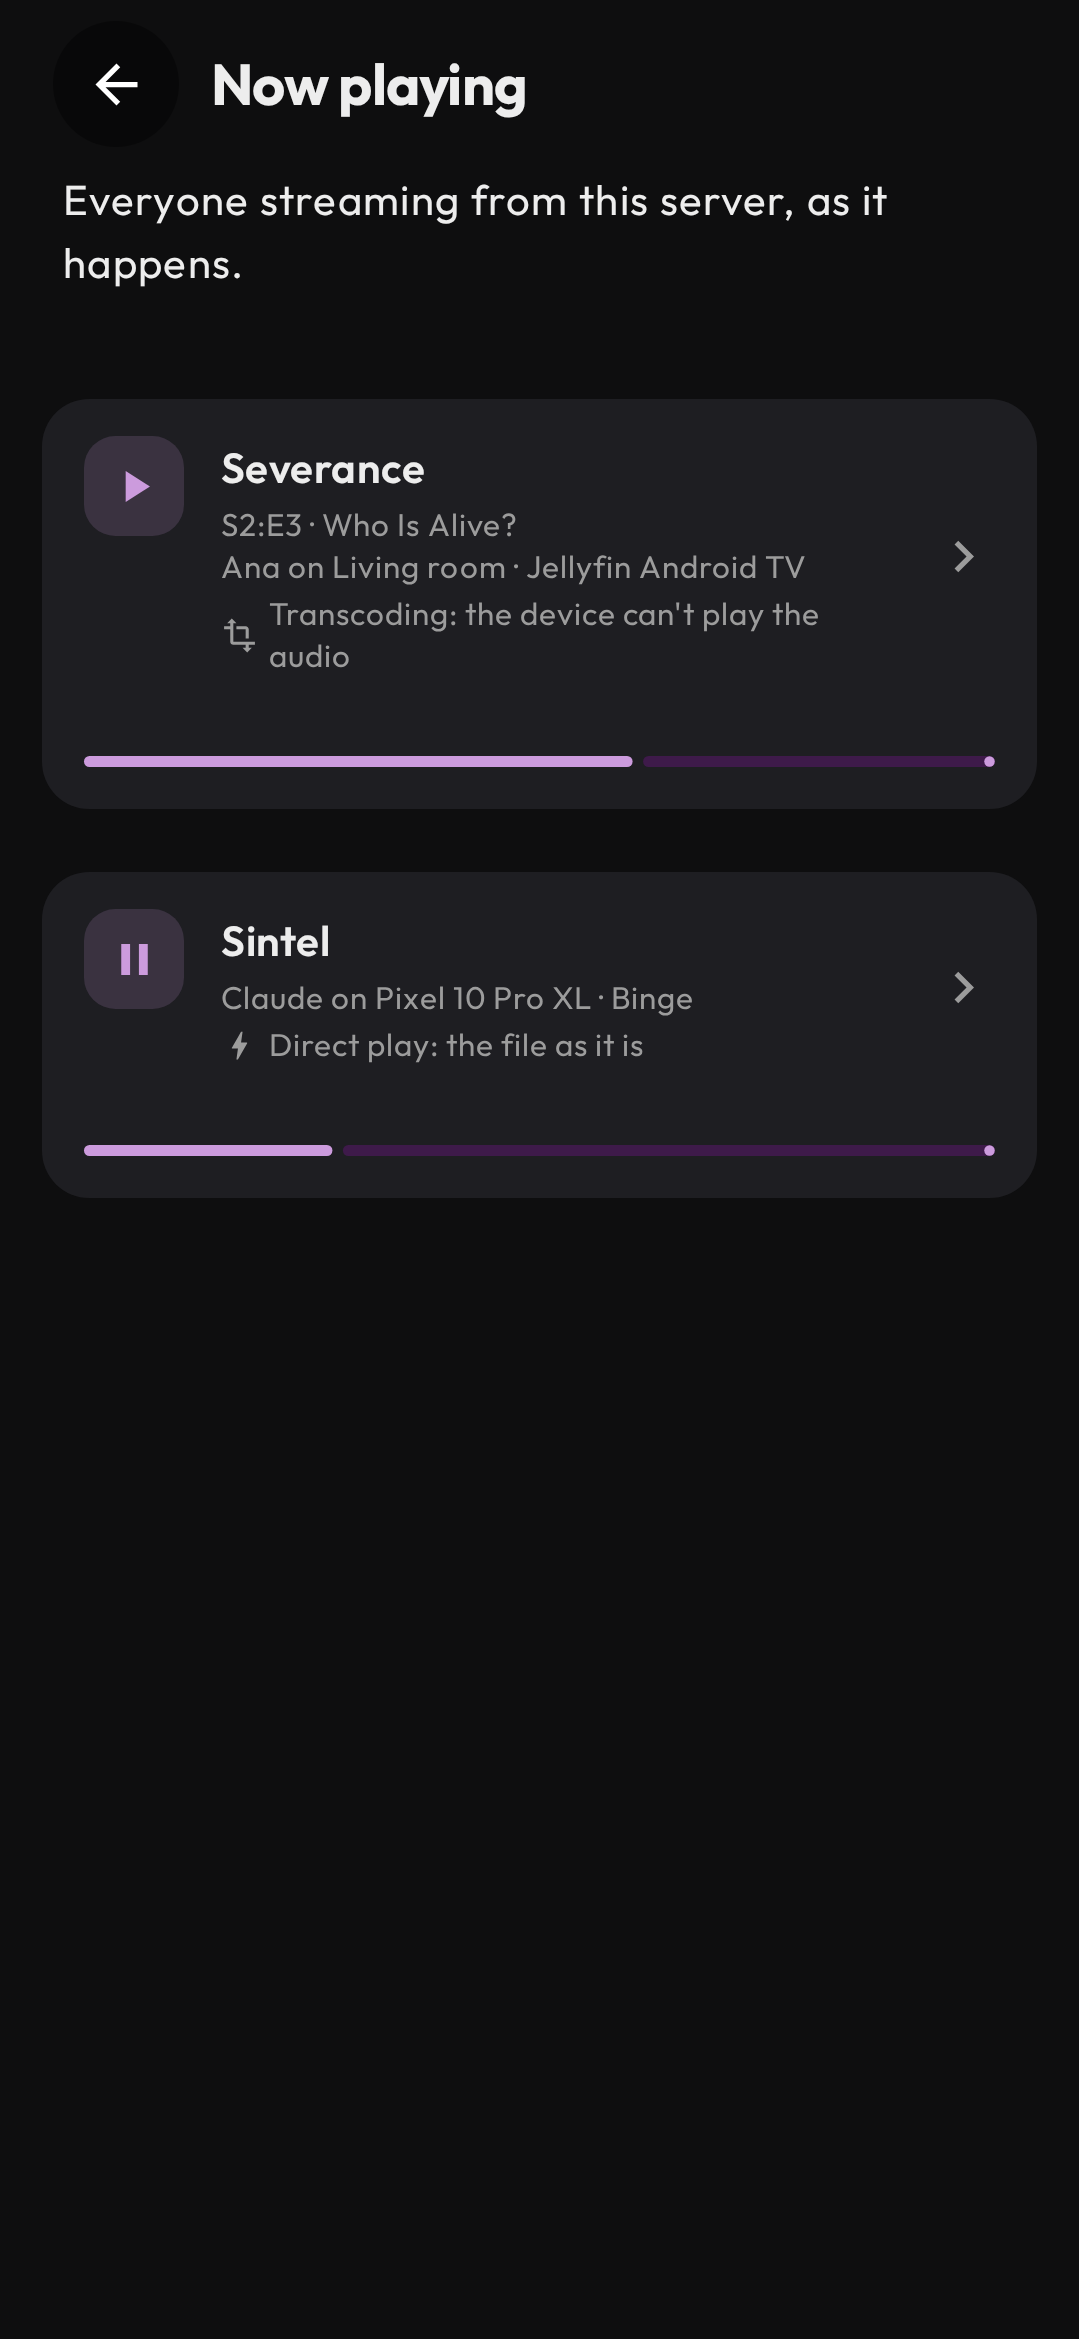 Now playing
Everyone streaming from this server, as it
happens.
Severance
S2:E3 · Who Is Alive?
Ana on Living room · Jellyfin Android TV
Transcoding: the device can't play the
audio
Sintel
Claude on Pixel 10 Pro XL · Binge
Direct play: the file as it is